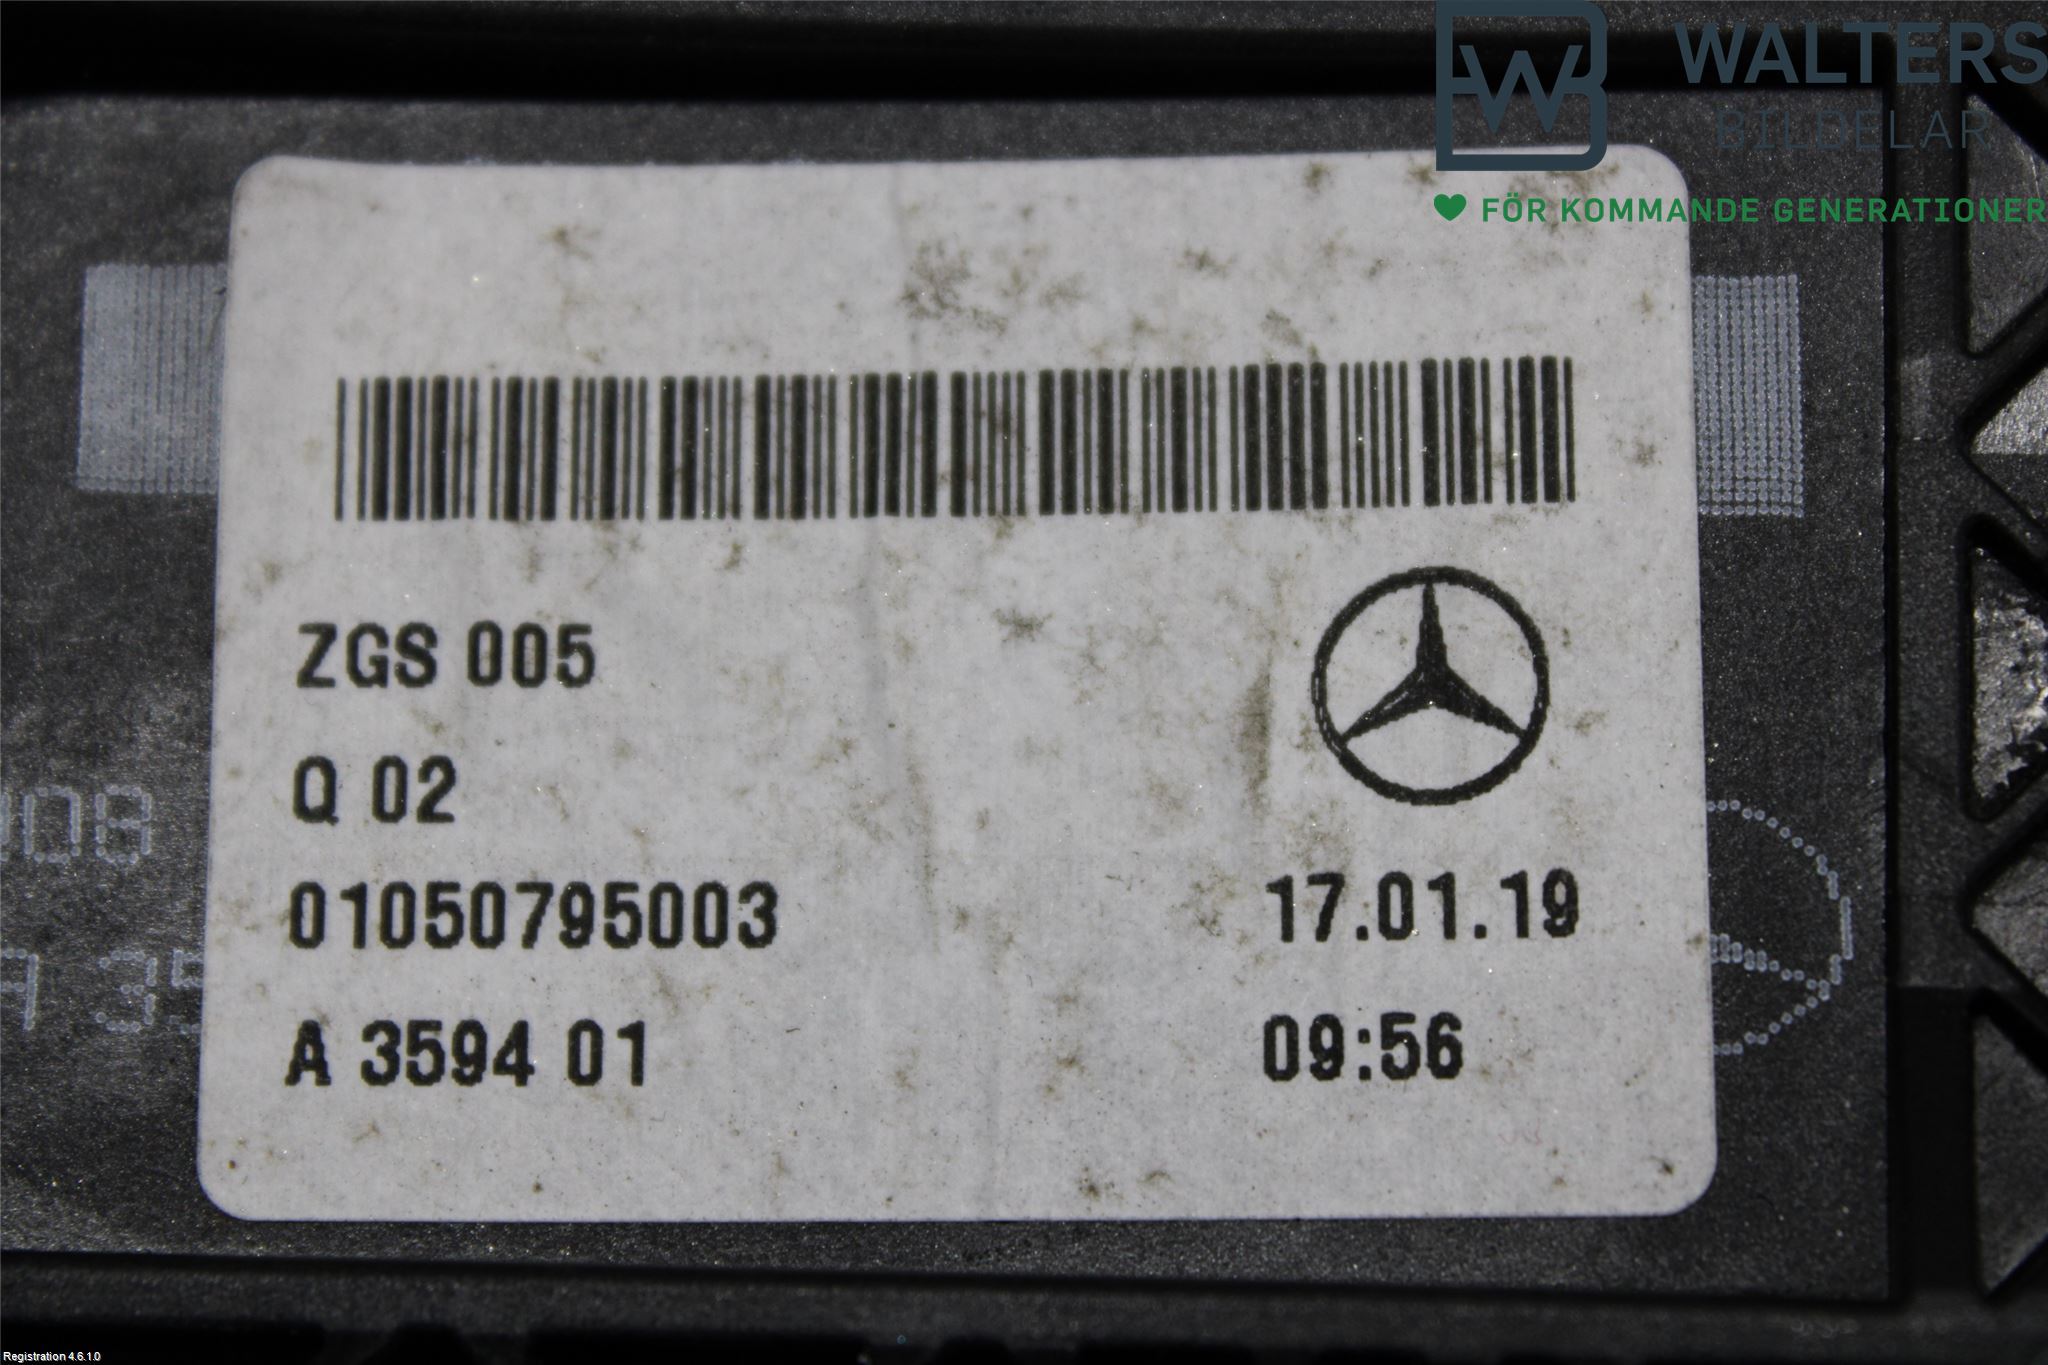 WALTERS
BILDELAR
FÖR KOMMANDE GENERATIONER
ZGS 005
Q 02
01050795003
17.01.19
A 3594 01
09:56
Registration 4.6.1.0